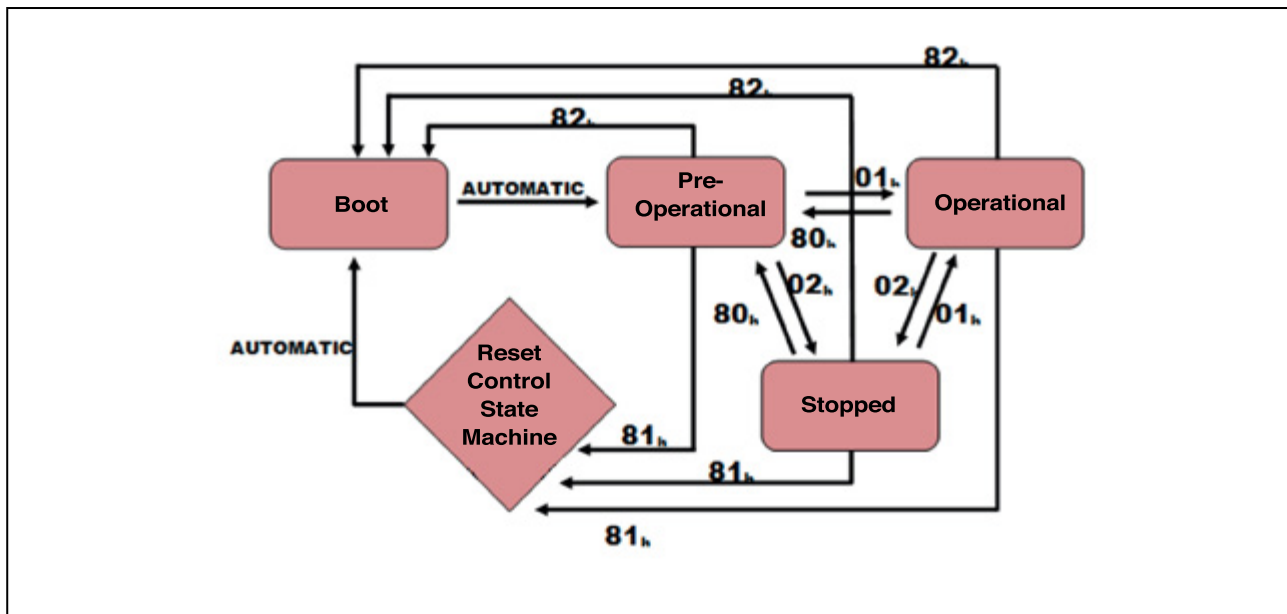 82ₕ
82ₕ
82ₕ
Boot
AUTOMATIC
Pre-
Operational
01ₕ
80ₕ
Operational
80ₕ
02ₕ
02ₕ
01ₕ
AUTOMATIC
Reset
Control
State
Machine
Stopped
81ₕ
81ₕ
81ₕ